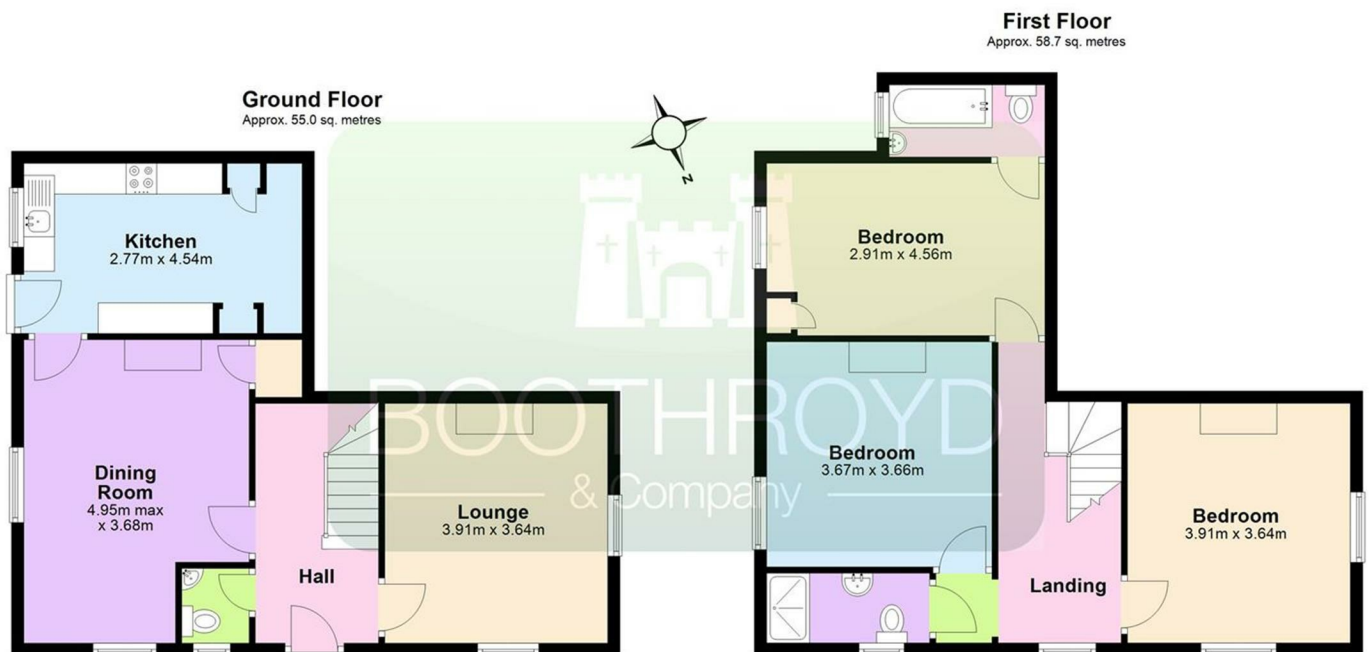 Ground Floor
Approx. 55.0 sq. metres
Kitchen
2.77m x 4.54m
Dining
Room
4.95m max
x 3.68m
Hall
Lounge
3.91m x 3.64m
N
BOOTHROYD
& Company
First Floor
Approx. 58.7 sq. metres
Bedroom
2.91m x 4.56m
Bedroom
3.67m x 3.66m
Landing
Bedroom
3.91m x 3.64m